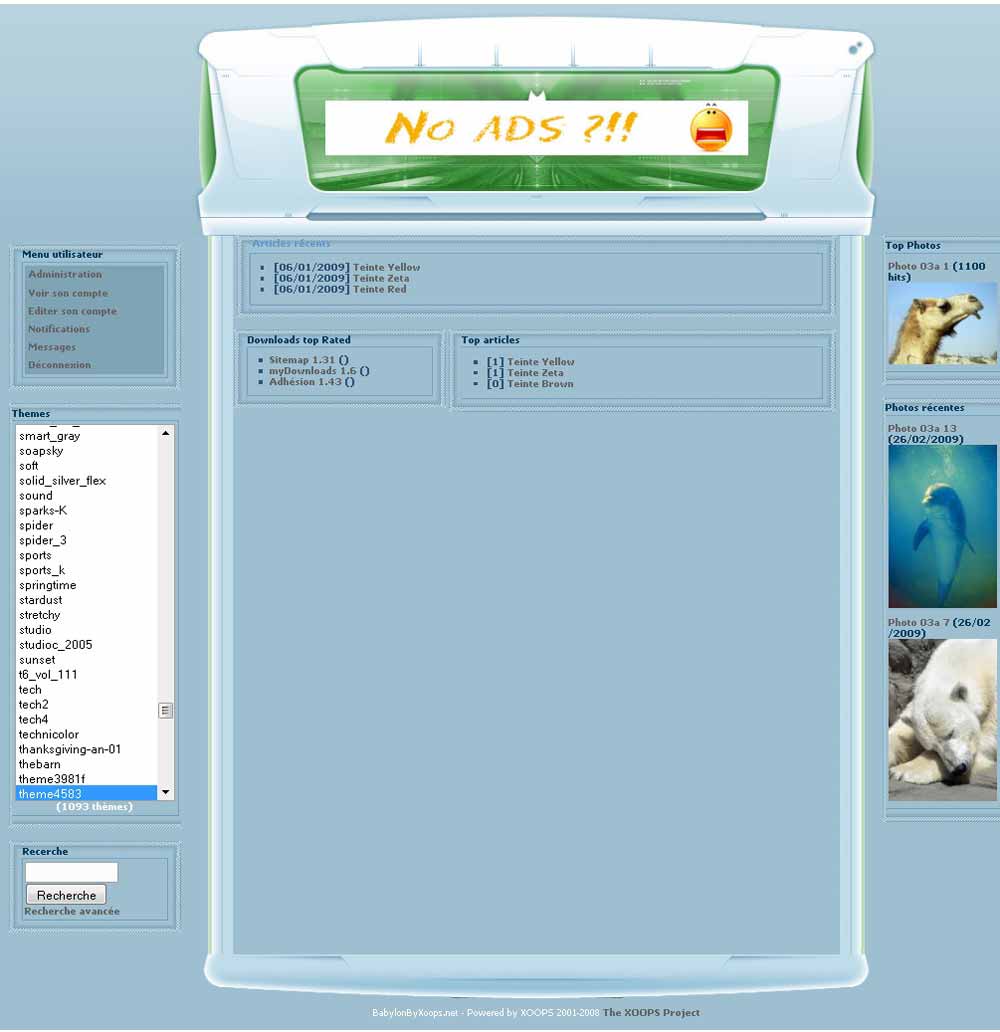 No ADS ?!!
Menu utilisateur
Administration
Voir son compte
Editer son compte
Notifications
Messages
Déconnexion
Themes
smart_gray
soapsky
soft
solid_silver_flex
sound
sparks-K
spider
spider_3
sports
sports_k
springtime
stardust
stretchy
studio
studioc_2005
sunset
t6_vol_111
tech
tech2
tech4
technicolor
thanksgiving-an-01
thebarn
theme3981f
theme4583
(1093 thèmes)
Recerche
Recherche
Recherche avancée
Articles récents
[06/01/2009] Teinte Yellow
[06/01/2009] Teinte Zeta
[06/01/2009] Teinte Red
Downloads top Rated
Sitemap 1.31 ()
myDownloads 1.6 ()
Adhésion 1.43 ()
Top articles
[1] Teinte Yellow
[1] Teinte Zeta
[0] Teinte Brown
Top Photos
Photo 03a 1 (1100
hits)
Photos récentes
Photo 03a 13
(26/02/2009)
Photo 03a 7 (26/02
/2009)
BabylonByXoops.net - Powered by XOOPS 2001-2008 The XOOPS Project